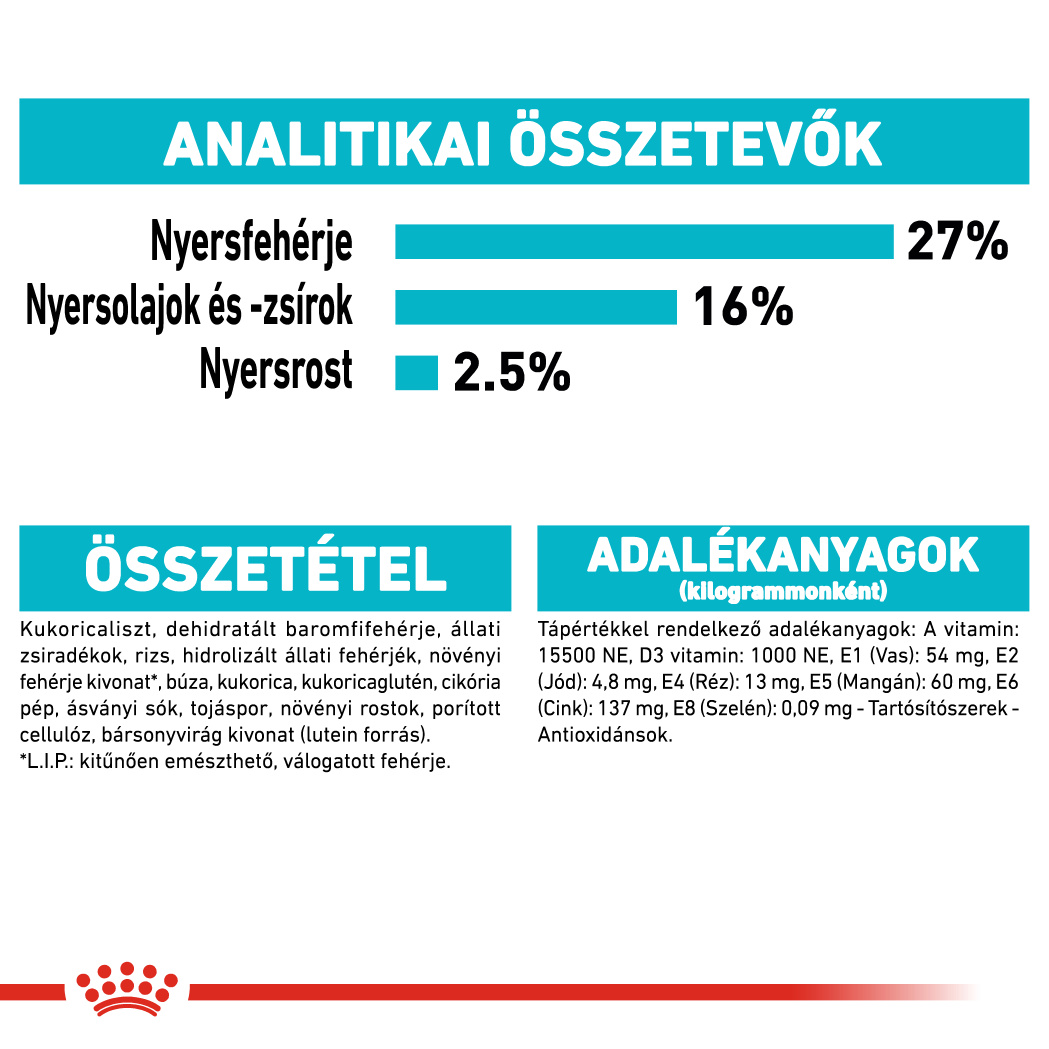 ANALITIKAI ÖSSZETEVŐK
Nyersfehérje 27%
Nyersolajok és -zsírok 16%
Nyersrost 2.5%
ÖSSZETÉTEL
Kukoricaliszt, dehidratált baromfifehérje, állati
zsiradékok, rizs, hidrolizált állati fehérjék, növényi
fehérje kivonat*, búza, kukorica, kukoricaglutén, cikória
pép, ásványi sók, tojáspor, növényi rostok, porított
cellulóz, bársonyvirág kivonat (lutein forrás).
*L.I.P.: kitűnően emészthető, válogatott fehérje.
ADALÉKANYAGOK
(kilogrammonként)
Tápértékkel rendelkező adalékanyagok: A vitamin:
15500 NE, D3 vitamin: 1000 NE, E1 (Vas): 54 mg, E2
(Jód): 4,8 mg, E4 (Réz): 13 mg, E5 (Mangán): 60 mg, E6
(Cink): 137 mg, E8 (Szelén): 0,09 mg - Tartósítószerek -
Antioxidánsok.